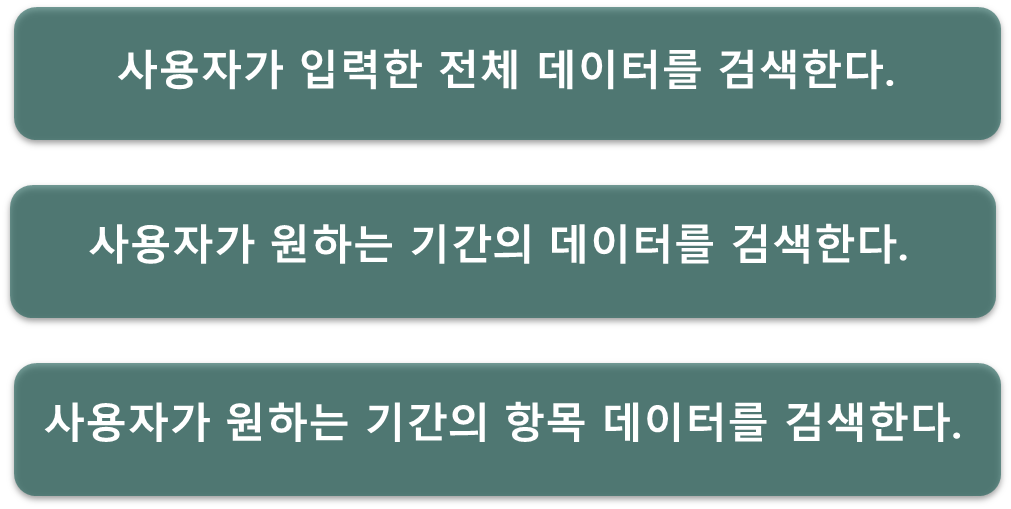 사용자가 입력한 전체 데이터를 검색한다.
사용자가 원하는 기간의 데이터를 검색한다.
사용자가 원하는 기간의 항목 데이터를 검색한다.